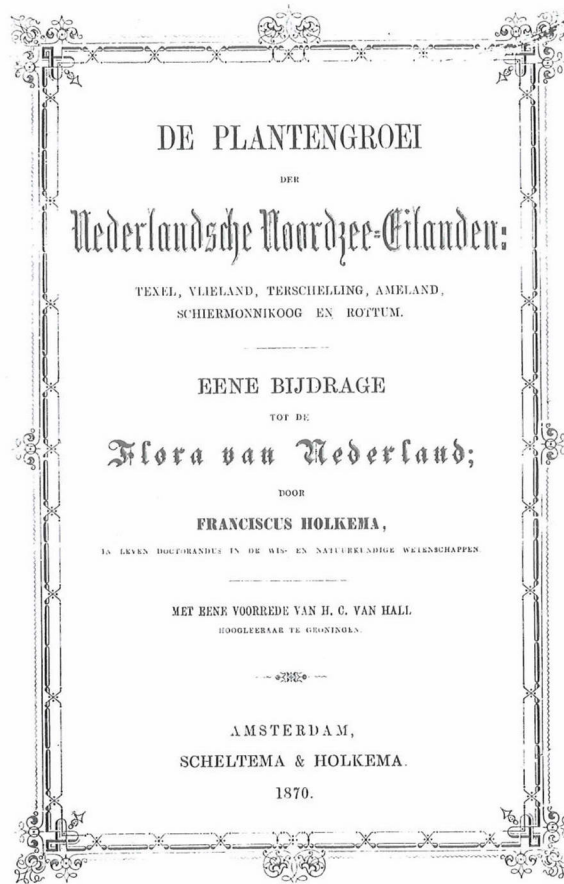 DE PLANTENGROEI
DER
Nederlandsche Noordzee=Eilanden:
TEXEL, VLIELAND, TERSCHELLING, AMELAND,
SCHIERMONNIKOOG EN ROTTUM.
EENE BIJDRAGE
TOT DE
Flora van Nederland;
DOOR
FRANCISCUS HOLKEMA,
IN LEVEN DOCTORANDUS IN DE WIS- EN NATUURKUNDIGE WETENSCHAPPEN.
MET EENE VOORREDE VAN H. C. VAN HALL
HOOGLEERAAR TE GRONINGEN.
AMSTERDAM,
SCHELTEMA & HOLKEMA.
1870.